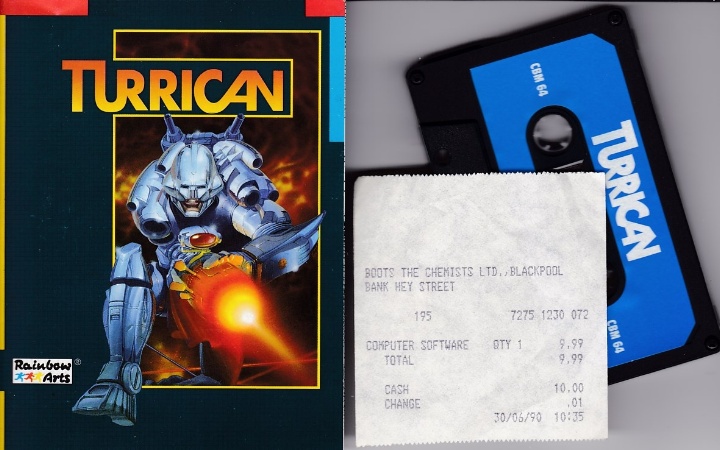 TURRICAN
Rainbow Arts ®
CBM 64
TURRICAN
CBM 64
BOOTS THE CHEMISTS LTD.,BLACKPOOL
BANK HEY STREET
195 7275 1230 072
COMPUTER SOFTWARE QTY 1 9.99
TOTAL 9.99
CASH 10.00
CHANGE .01
30/06/90 10:35